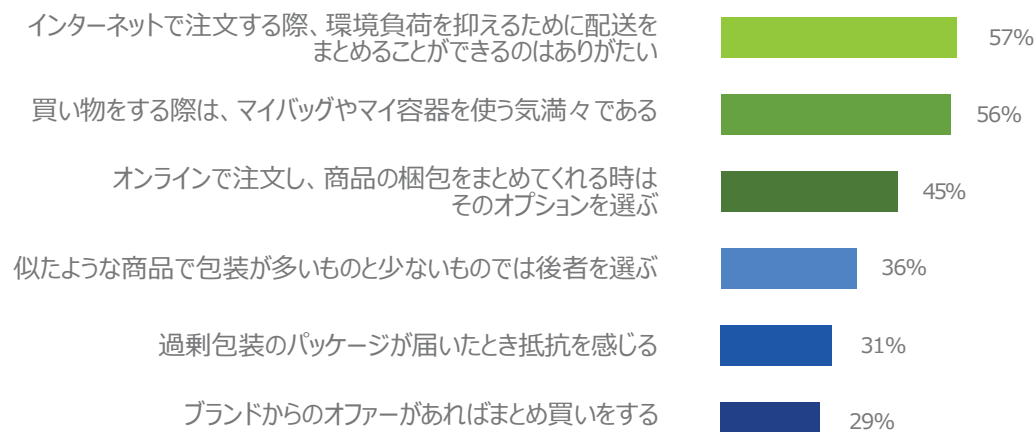 インターネットで注文する際、環境負荷を抑えるために配送を
まとめることができるのはありがたい
57%
買い物をする際は、マイバッグやマイ容器を使う気満々である
56%
オンラインで注文し、商品の梱包をまとめてくれる時は
そのオプションを選ぶ
45%
似たような商品で包装が多いものと少ないものでは後者を選ぶ
36%
過剰包装のパッケージが届いたとき抵抗を感じる
31%
ブランドからのオファーがあればまとめ買いをする
29%